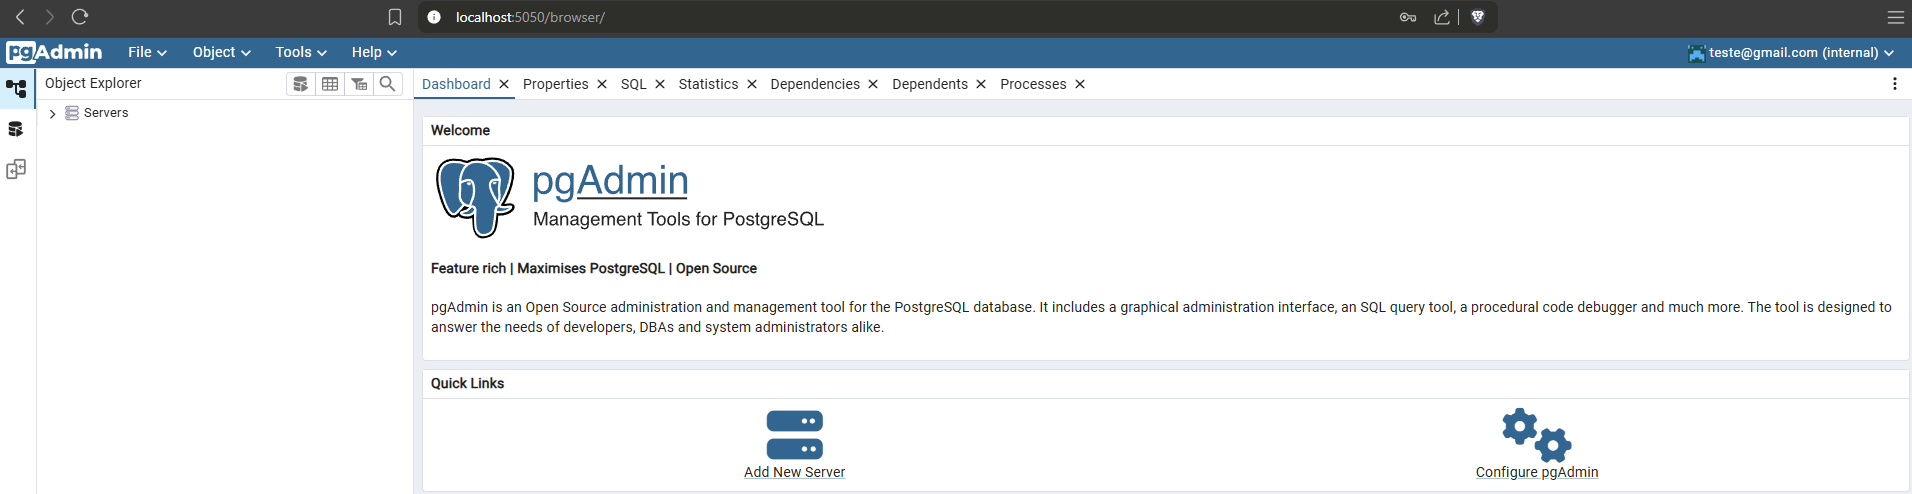 localhost:5050/browser/
pgAdmin File Object Tools Help teste@gmail.com (internal)
Object Explorer
Servers
Dashboard Properties SQL Statistics Dependencies Dependents Processes
Welcome
pgAdmin
Management Tools for PostgreSQL
Feature rich | Maximises PostgreSQL | Open Source
pgAdmin is an Open Source administration and management tool for the PostgreSQL database. It includes a graphical administration interface, an SQL query tool, a procedural code debugger and much more. The tool is designed to
answer the needs of developers, DBAs and system administrators alike.
Quick Links
Add New Server Configure pgAdmin